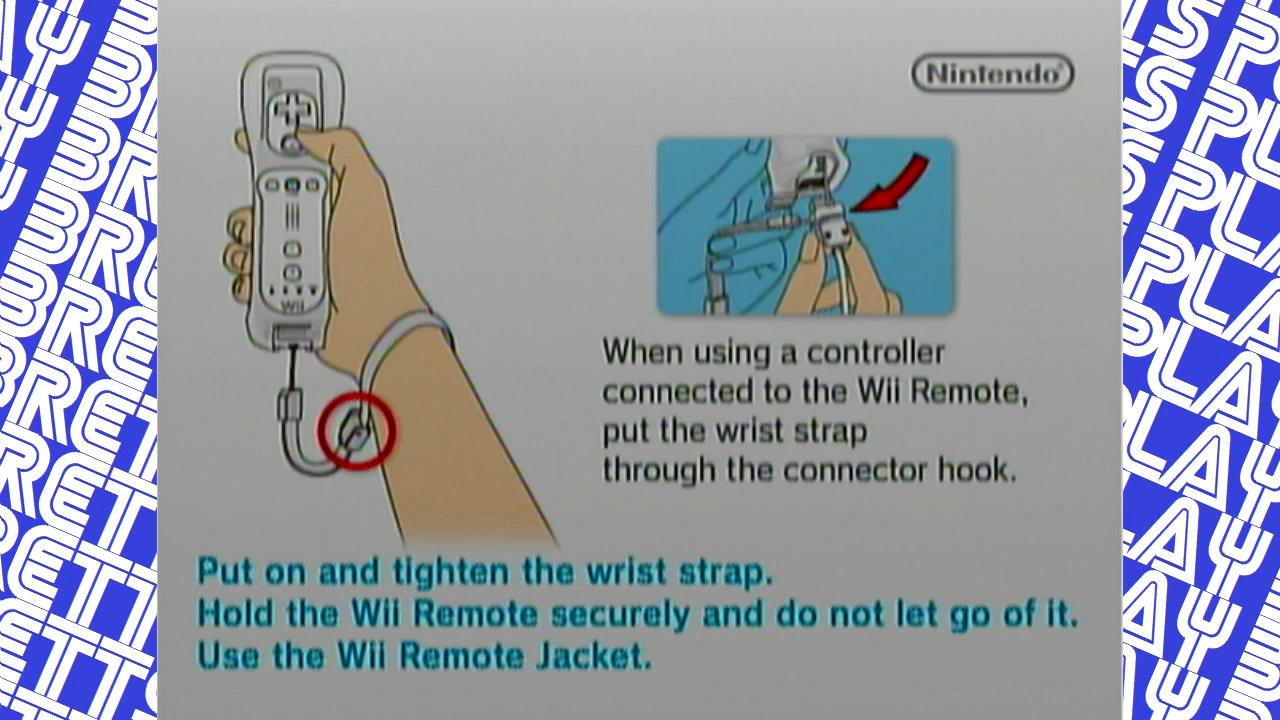 Nintendo
Wii
When using a controller
connected to the Wii Remote,
put the wrist strap
through the connector hook.
Put on and tighten the wrist strap.
Hold the Wii Remote securely and do not let go of it.
Use the Wii Remote Jacket.